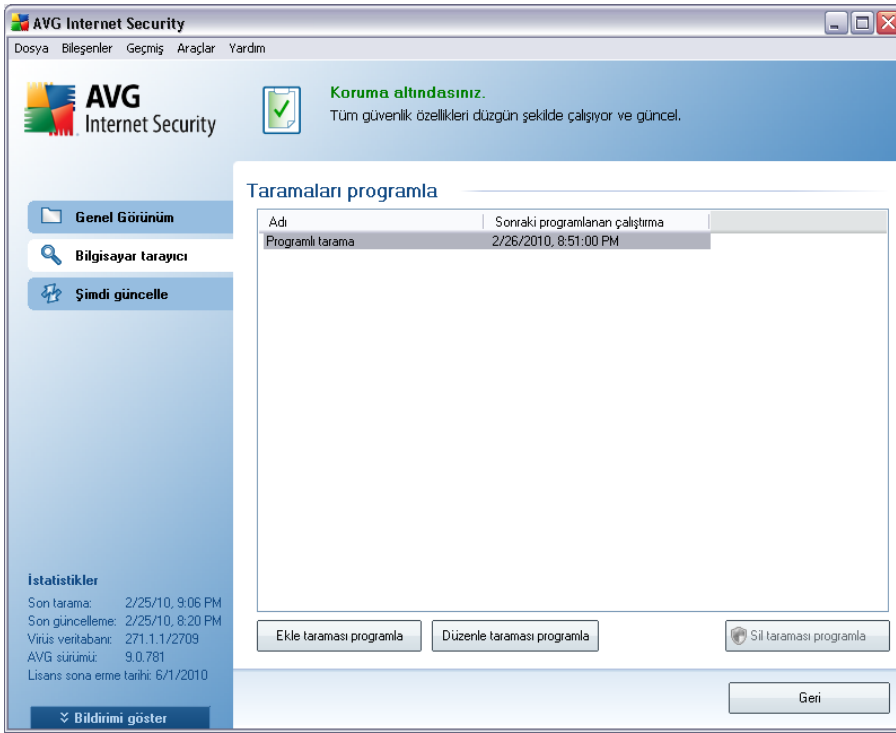 AVG Internet Security
Dosya Bileşenler Geçmiş Araçlar Yardım
AVG
Internet Security
Koruma altındasınız.
Tüm güvenlik özellikleri düzgün şekilde çalışıyor ve güncel.
Genel Görünüm
Bilgisayar tarayıcı
Şimdi güncelle
Taramaları programla
Adı Sonraki programlanan çalıştırma
Programlı tarama 2/26/2010, 8:51:00 PM
İstatistikler
Son tarama: 2/25/10, 9:06 PM
Son güncelleme: 2/25/10, 8:20 PM
Virüs veritabanı: 271.1.1/2709
AVG sürümü: 9.0.781
Lisans sona erme tarihi: 6/1/2010
Bildirimi göster
Ekle taraması programla Düzenle taraması programla Sil taraması programla
Geri